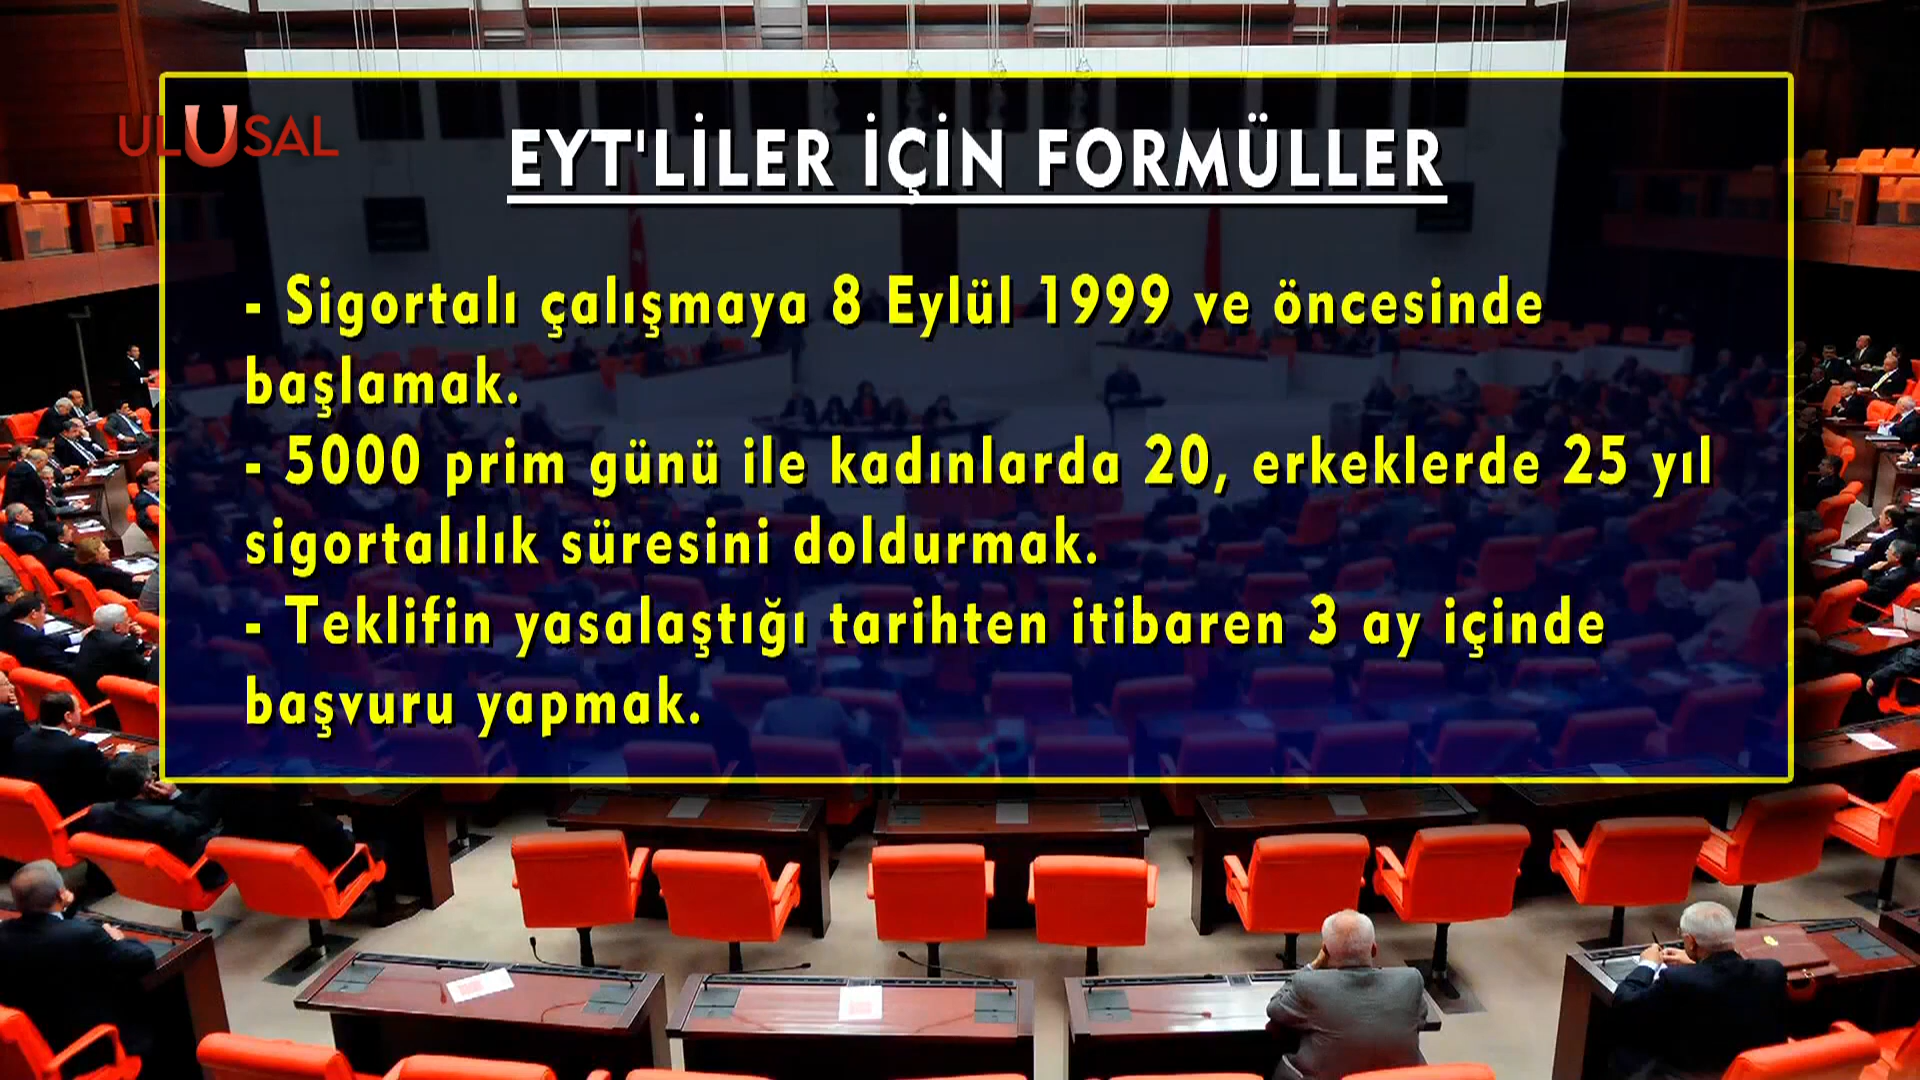 ULUSAL
EYT'LİLER İÇİN FORMÜLLER
- Sigortalı çalışmaya 8 Eylül 1999 ve öncesinde
başlamak.
- 5000 prim günü ile kadınlarda 20, erkeklerde 25 yıl
sigortalılık süresini doldurmak.
- Teklifin yasalaştığı tarihten itibaren 3 ay içinde
başvuru yapmak.